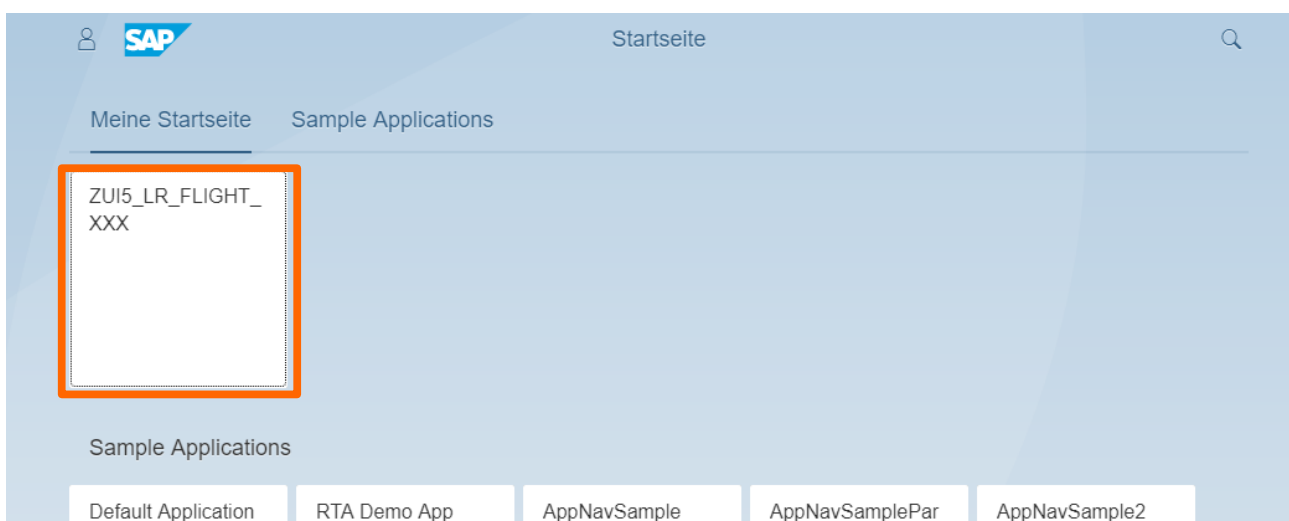 SAP
Startseite
Meine Startseite
Sample Applications
ZUI5_LR_FLIGHT_
XXX
Sample Applications
Default Application
RTA Demo App
AppNavSample
AppNavSamplePar
AppNavSample2